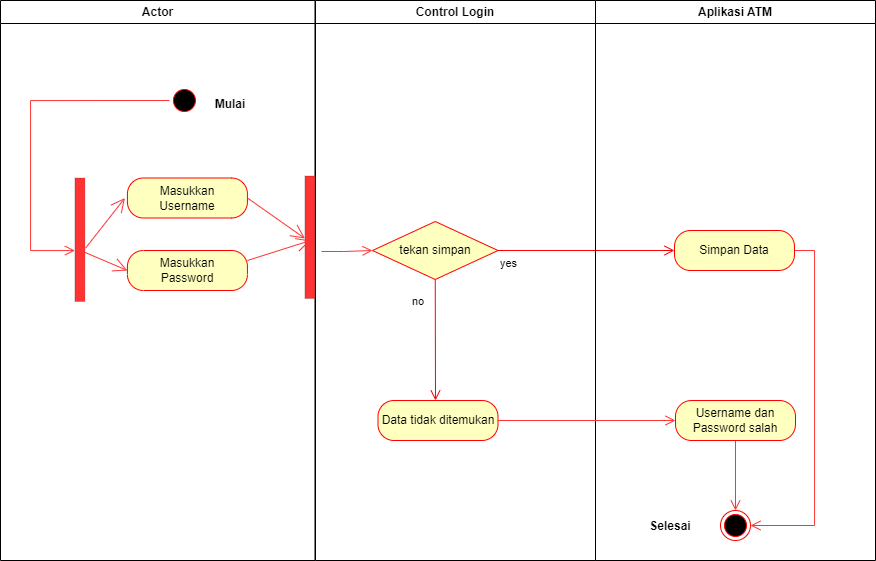 Actor
Control Login
Aplikasi ATM
Mulai
Masukkan
Username
Masukkan
Password
tekan simpan
yes
no
Simpan Data
Data tidak ditemukan
Username dan
Password salah
Selesai